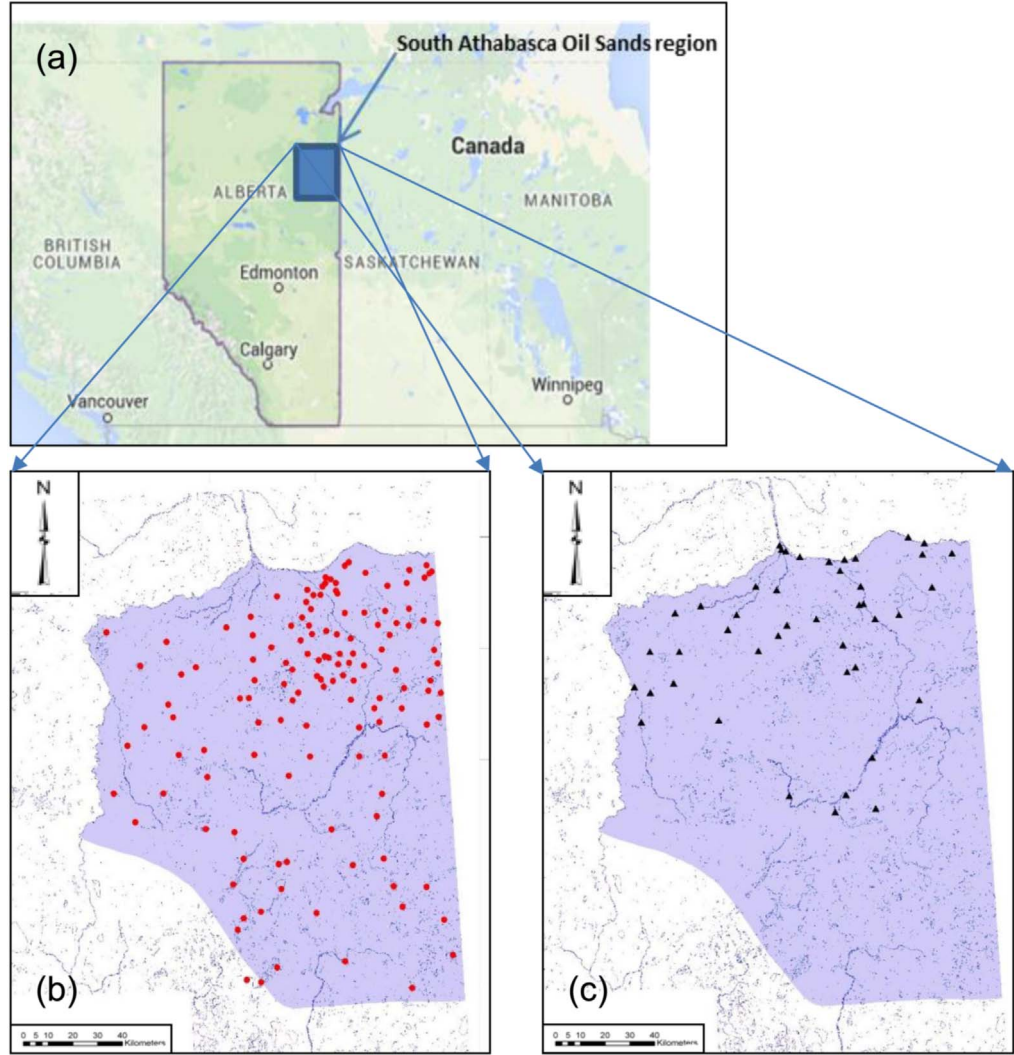 (a)
South Athabasca Oil Sands region
Canada
ALBERTA
MANITOBA
BRITISH
COLUMBIA
SASKATCHEWAN
Edmonton
Calgary
Winnipeg
Vancouver
N
N
(b)
(c)
0 5 10 20 30 40
Kilometers
0 5 10 20 30 40
Kilometers